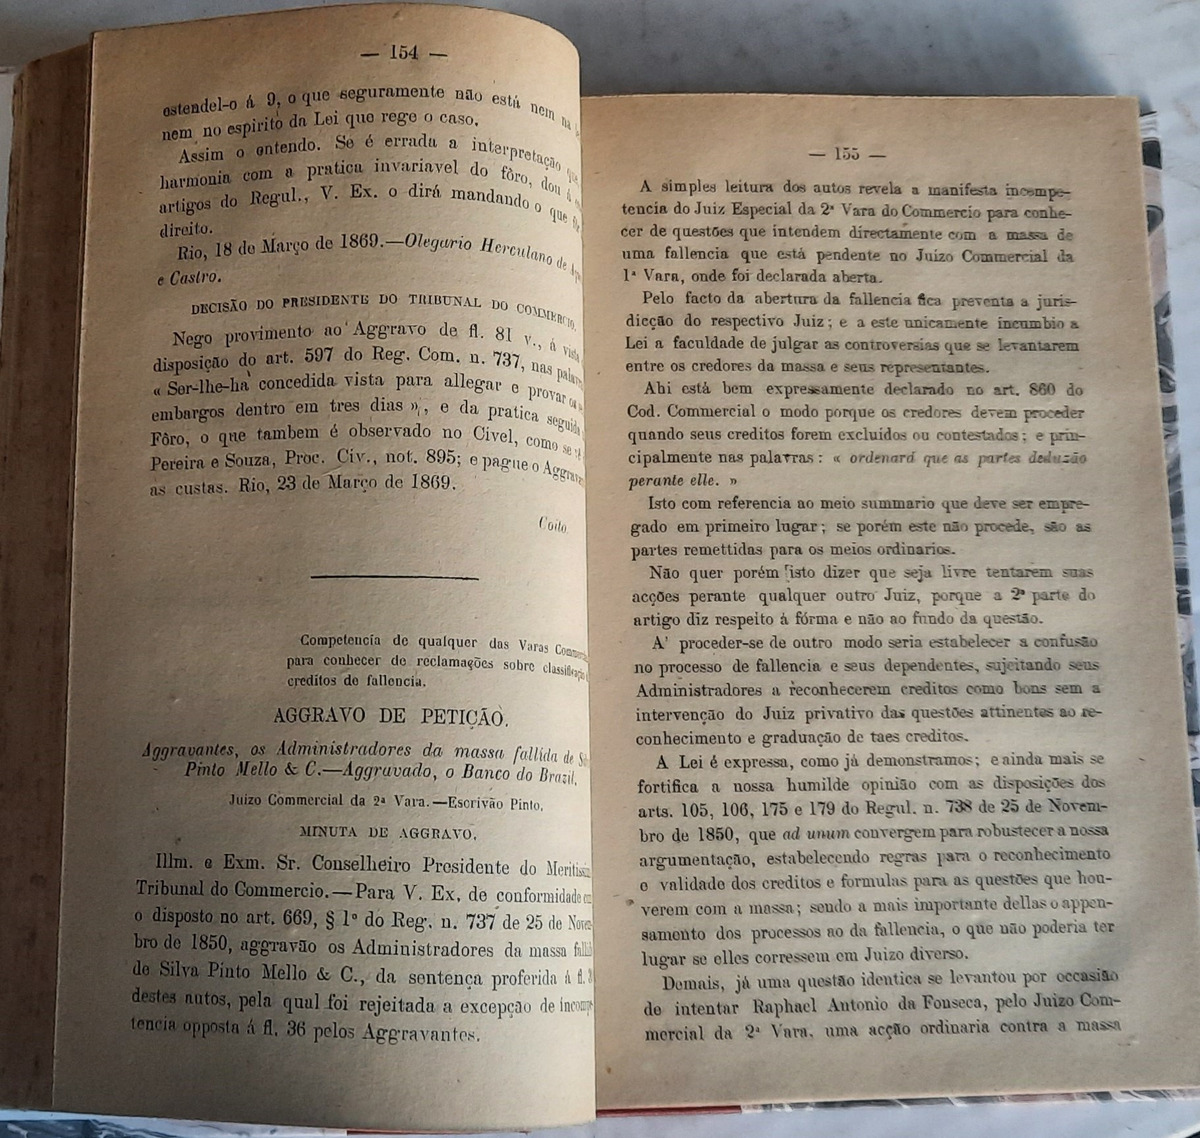 — 154 —
estendel-o á 9, o que seguramente não está nem na
nem no espirito da Lei que rege o caso.
Assim o entendo. Se é errada a interpretação que,
harmonia com a pratica invariavel do fôro, dou á
artigos do Regul., V. Ex. o dirá mandando o que
direito.
Rio, 18 de Março de 1869.—Olegario Herculano de
e Castro.
DECISÃO DO PRESIDENTE DO TRIBUNAL DO COMMERCIO.
Nego provimento ao Aggravo de fl. 81 v., á vista
disposição do art. 597 do Reg. Com. n. 737, nas
« Ser-lhe-ha concedida vista para allegar e provar os
embargos dentro em tres dias », e da pratica seguida
Fôro, o que tambem é observado no Civel, como se vê
Pereira e Souza, Proc. Civ., not. 895; e pague o
as custas. Rio, 23 de Março de 1869.
Coito.
Competencia de qualquer das Varas
para conhecer de reclamações sobre classificação
creditos de fallencia.
AGGRAVO DE PETIÇÃO.
Aggravantes, os Administradores da massa fallida de
Pinto Mello & C.—Aggravado, o Banco do Brazil.
Juizo Commercial da 2ª Vara.—Escrivão Pinto.
MINUTA DE AGGRAVO.
Illm. e Exm. Sr. Conselheiro Presidente do
Tribunal do Commercio.—Para V. Ex. de conformidade
o disposto no art. 669, § 1º do Reg. n. 737 de 25 de Novem-
bro de 1850, aggravão os Administradores da massa
de Silva Pinto Mello & C., da sentença proferida á fl.
destes autos, pela qual foi rejeitada a excepção de incompe-
tencia opposta á fl. 36 pelos Aggravantes.
— 155 —
A simples leitura dos autos revela a manifesta incompe-
tencia do Juiz Especial da 2ª Vara do Commercio para conhe-
cer de questões que intendem directamente com a massa de
uma fallencia que está pendente no Juizo Commercial da
1ª Vara, onde foi declarada aberta.
Pelo facto da abertura da fallencia fica preventa a juris-
dicção do respectivo Juiz; e a este unicamente incumbio a
Lei a faculdade de julgar as controversias que se levantarem
entre os credores da massa e seus representantes.
Ahi está bem expressamente declarado no art. 860 do
Cod. Commercial o modo porque os credores devem proceder
quando seus creditos forem excluidos ou contestados; e prin-
cipalmente nas palavras: « ordenará que as partes deduzão
perante elle. »
Isto com referencia ao meio summario que deve ser empre-
gado em primeiro lugar; se porém este não procede, são as
partes remettidas para os meios ordinarios.
Não quer porém isto dizer que seja livre tentarem suas
acções perante qualquer outro Juiz, porque a 2ª parte do
artigo diz respeito á fórma e não ao fundo da questão.
A' proceder-se de outro modo seria estabelecer a confusão
no processo de fallencia e seus dependentes, sujeitando seus
Administradores a reconhecerem creditos como bons sem a
intervenção do Juiz privativo das questões attinentes ao re-
conhecimento e graduação de taes creditos.
A Lei é expressa, como já demonstramos; e ainda mais se
fortifica a nossa humilde opinião com as disposições dos
arts. 105, 106, 175 e 179 do Regul. n. 738 de 25 de Novem-
bro de 1850, que ad unum convergem para robustecer a nossa
argumentação, estabelecendo regras para o reconhecimento
e validade dos creditos e formulas para as questões que hou-
verem com a massa; sendo a mais importante dellas o appen-
samento dos processos ao da fallencia, o que não poderia ter
lugar se elles corressem em Juizo diverso.
Demais, já uma questão identica se levantou por occasião
de intentar Raphael Antonio da Fonseca, pelo Juizo Com-
mercial da 2ª Vara, uma acção ordinaria contra a massa